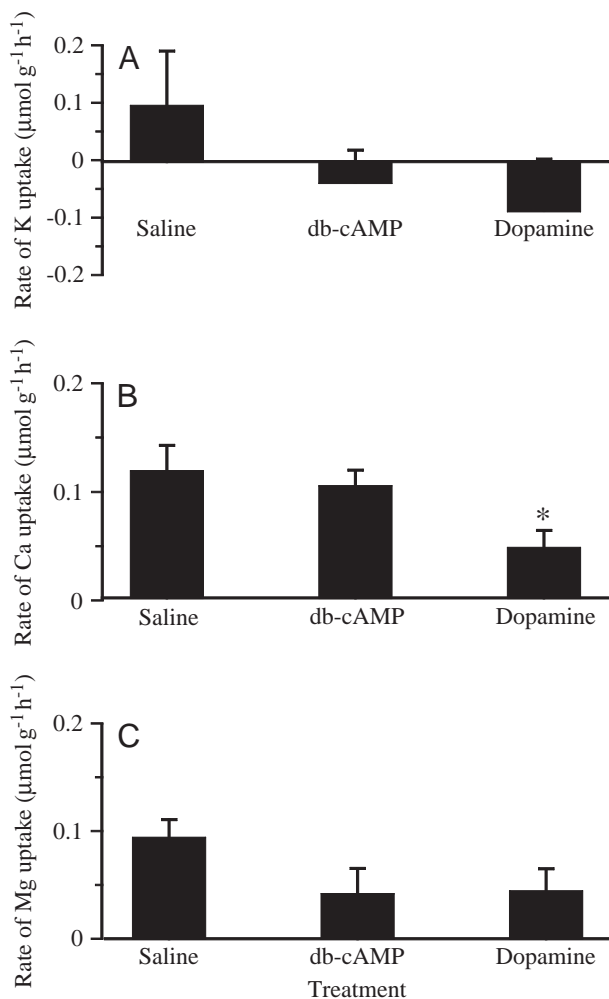 A
Rate of K uptake (μmol g⁻¹ h⁻¹)
0.2
0.1
0
-0.1
-0.2
Saline
db-cAMP
Dopamine
B
Rate of Ca uptake (μmol g⁻¹ h⁻¹)
0.2
0.1
0
*
Saline
db-cAMP
Dopamine
C
Rate of Mg uptake (μmol g⁻¹ h⁻¹)
0.2
0.1
0
Saline
db-cAMP
Dopamine
Treatment